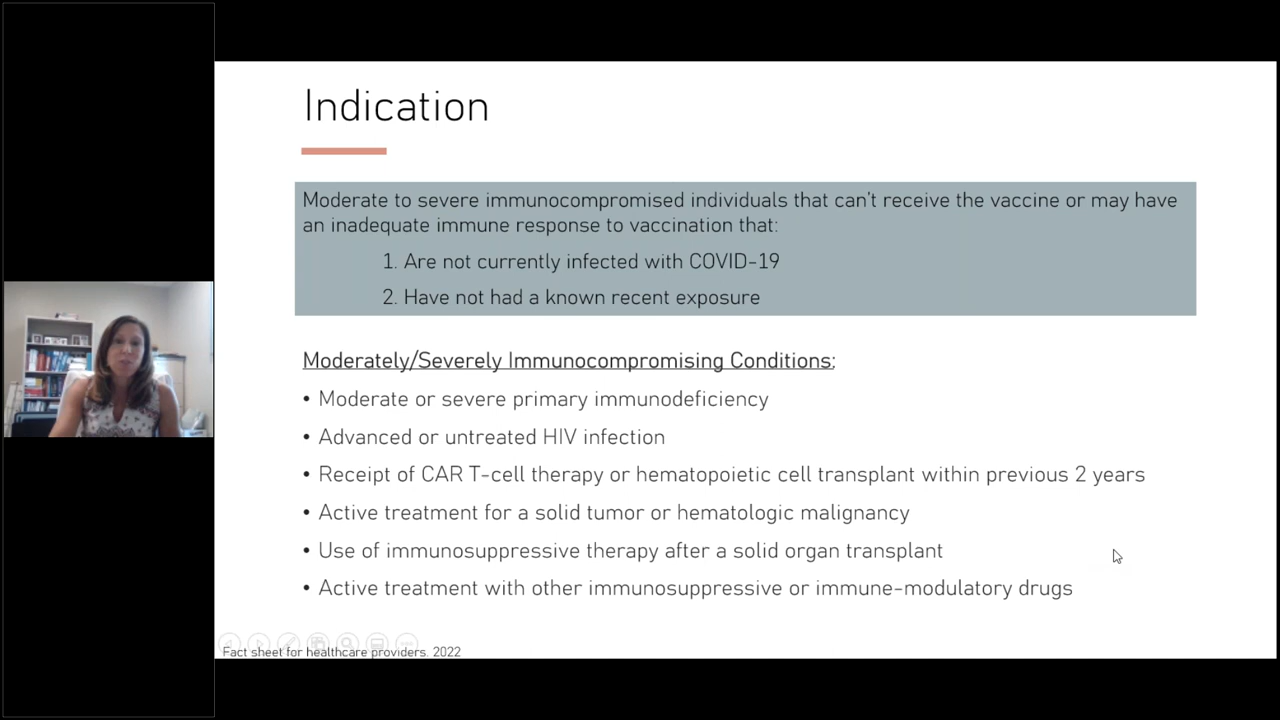 Indication
Moderate to severe immunocompromised individuals that can't receive the vaccine or may have
an inadequate immune response to vaccination that:
1. Are not currently infected with COVID-19
2. Have not had a known recent exposure
Moderately/Severely Immunocompromising Conditions:
• Moderate or severe primary immunodeficiency
• Advanced or untreated HIV infection
• Receipt of CAR T-cell therapy or hematopoietic cell transplant within previous 2 years
• Active treatment for a solid tumor or hematologic malignancy
• Use of immunosuppressive therapy after a solid organ transplant
• Active treatment with other immunosuppressive or immune-modulatory drugs
Fact sheet for healthcare providers. 2022